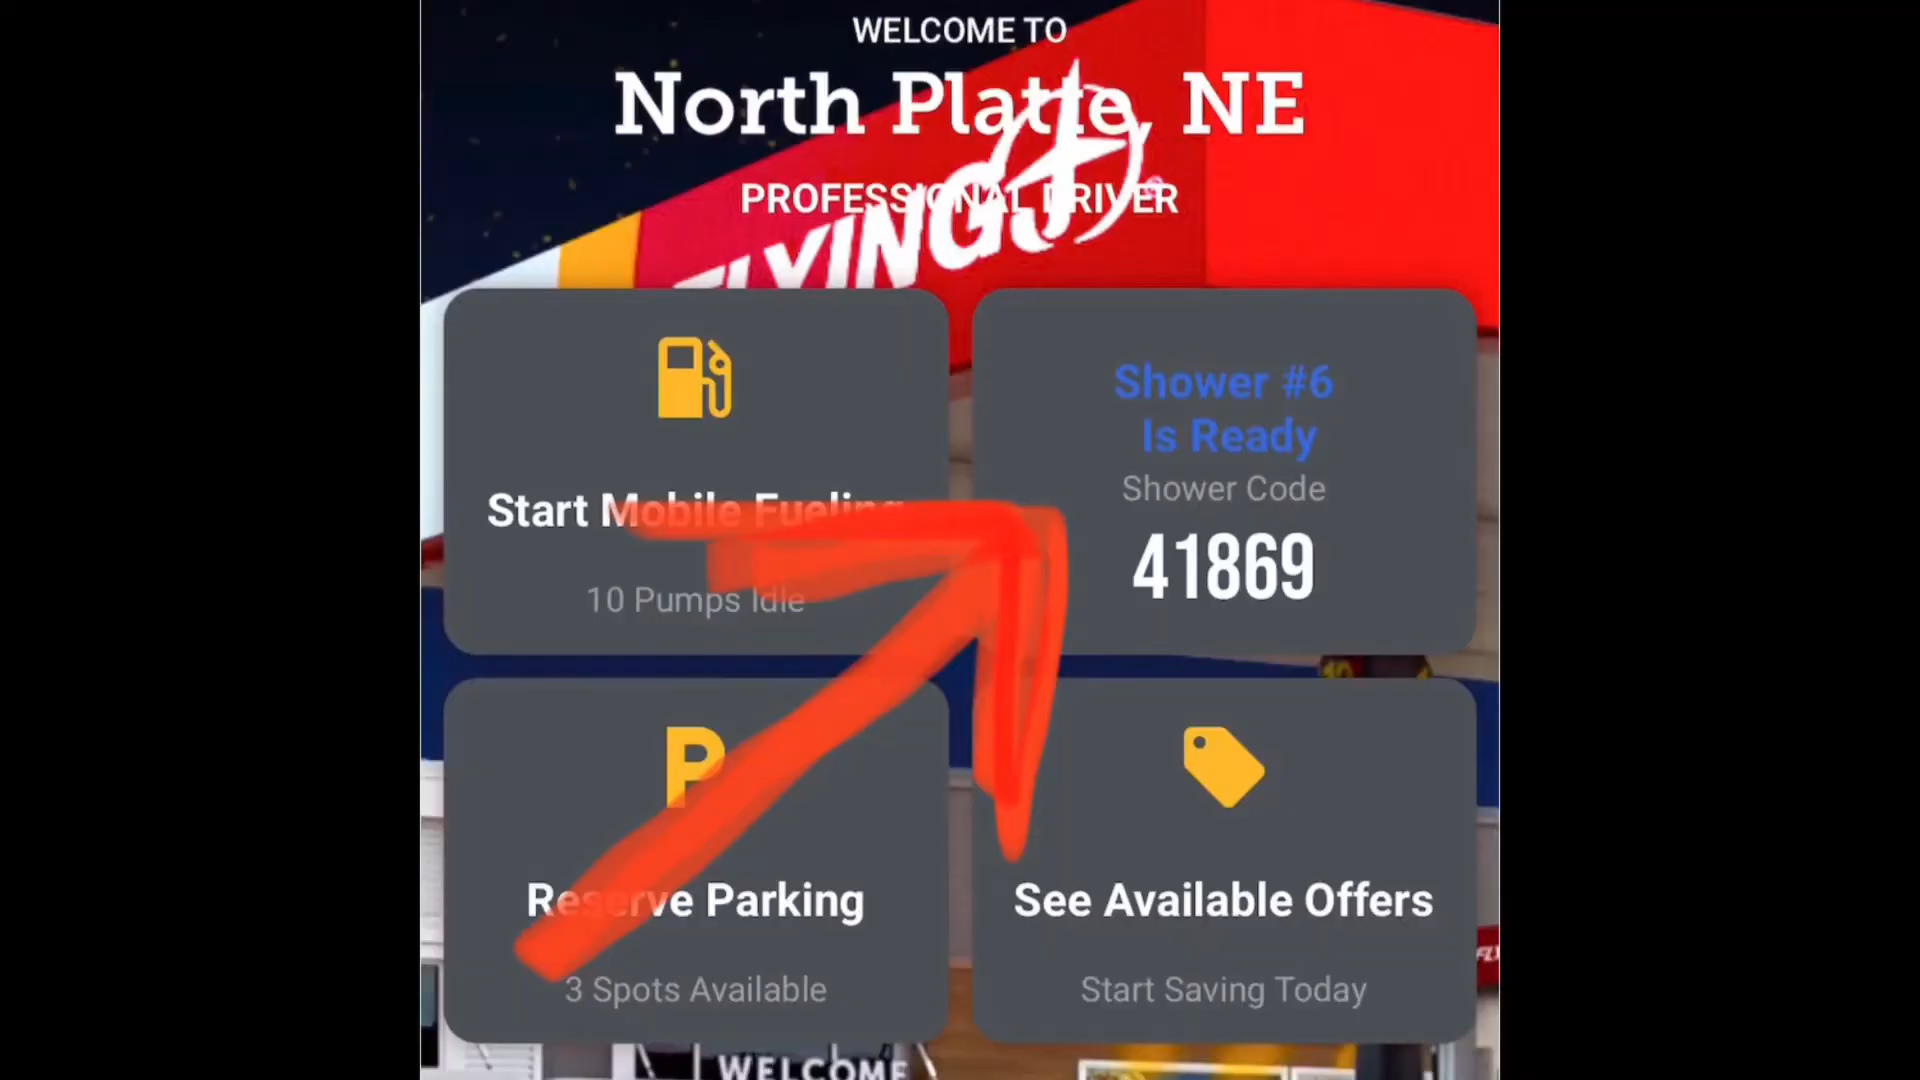 WELCOME TO
North Platte, NE
PROFESSIONAL DRIVER
FLYING J
Start Mobile Fueling
10 Pumps Idle
Shower #6
Is Ready
Shower Code
41869
P
Reserve Parking
3 Spots Available
See Available Offers
Start Saving Today
WELCOME